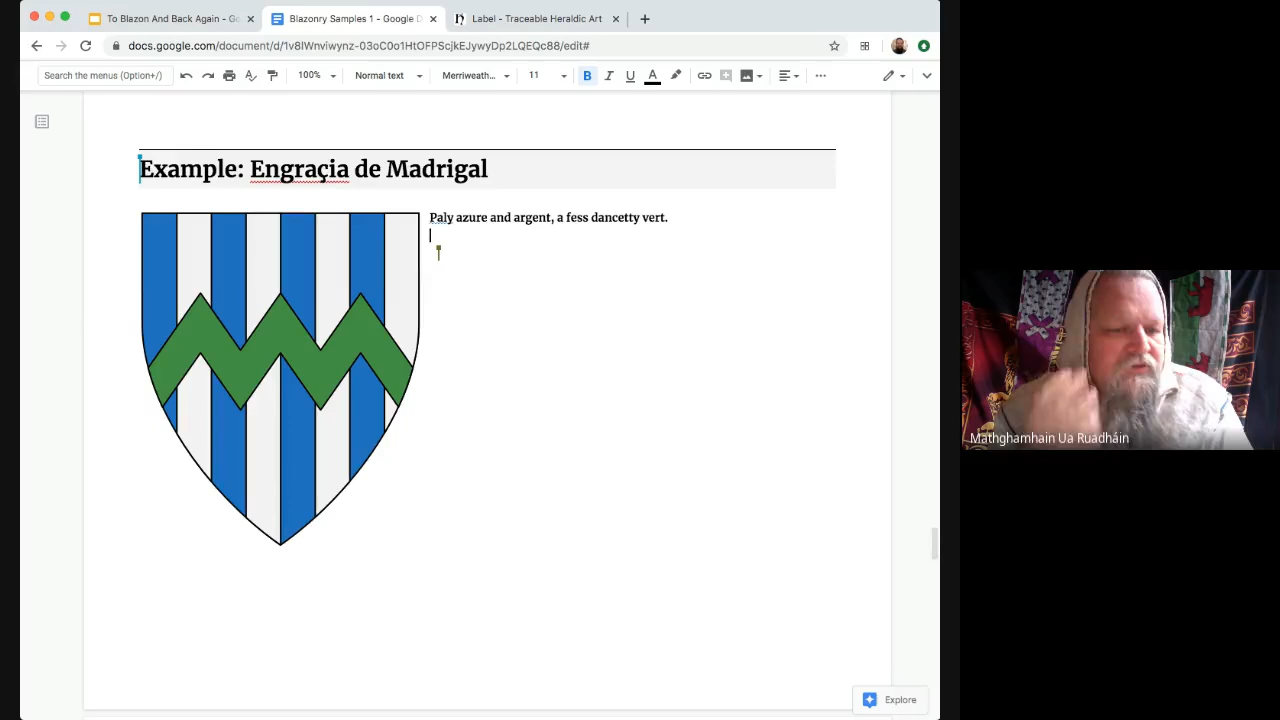 To Blazon And Back Again - Go
Blazonry Samples 1 - Google D
Label - Traceable Heraldic Art
docs.google.com/document/d/1v8lWnviwynz-03oC0o1HtOFPScjkEJywyDp2LQEQc88/edit#
Search the menus (Option+/)
100%
Normal text
Merriweath...
11
B
I
U
A
Example: Engraçia de Madrigal
Paly azure and argent, a fess dancetty vert.
Mathghamhain Ua Ruadháin
Explore